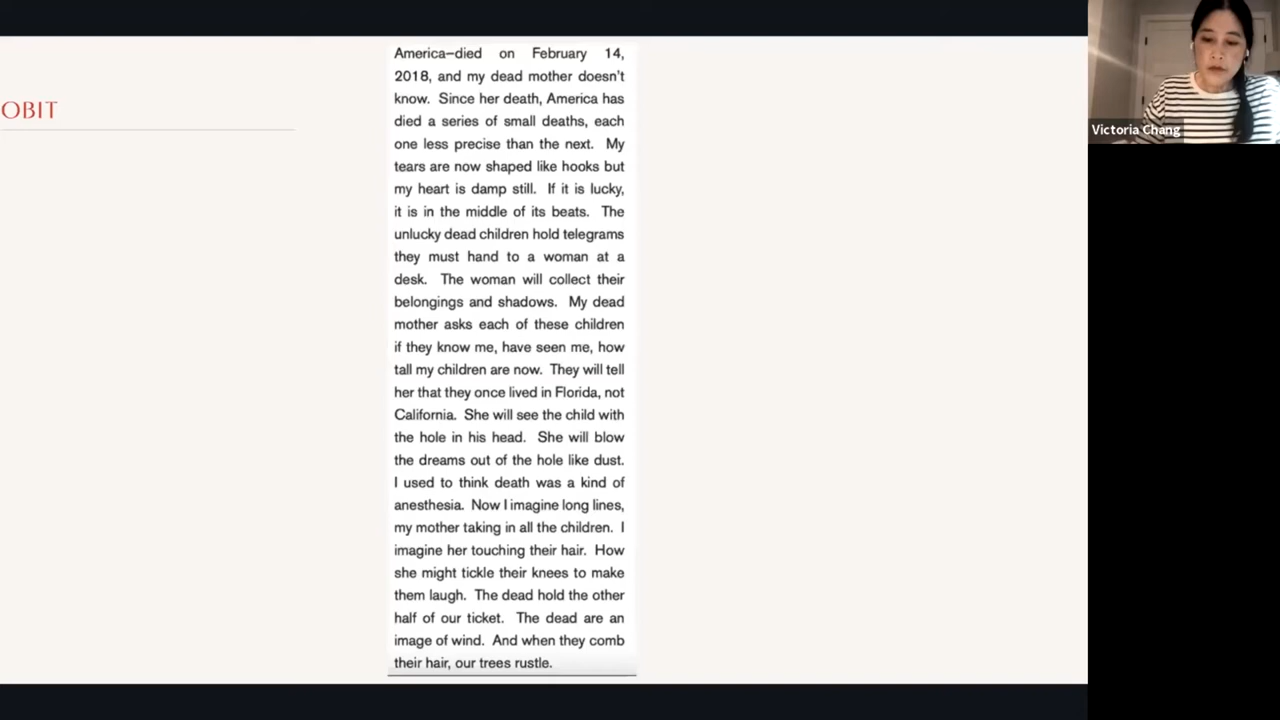 OBIT
America–died on February 14,
2018, and my dead mother doesn't
know. Since her death, America has
died a series of small deaths, each
one less precise than the next. My
tears are now shaped like hooks but
my heart is damp still. If it is lucky,
it is in the middle of its beats. The
unlucky dead children hold telegrams
they must hand to a woman at a
desk. The woman will collect their
belongings and shadows. My dead
mother asks each of these children
if they know me, have seen me, how
tall my children are now. They will tell
her that they once lived in Florida, not
California. She will see the child with
the hole in his head. She will blow
the dreams out of the hole like dust.
I used to think death was a kind of
anesthesia. Now I imagine long lines,
my mother taking in all the children. I
imagine her touching their hair. How
she might tickle their knees to make
them laugh. The dead hold the other
half of our ticket. The dead are an
image of wind. And when they comb
their hair, our trees rustle.
Victoria Chang